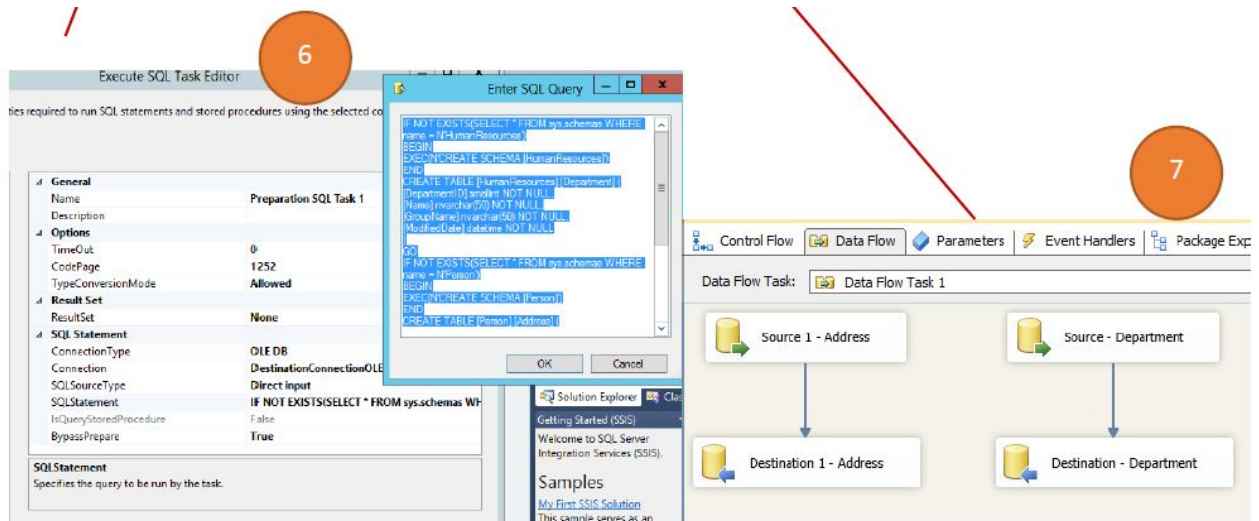 6
Execute SQL Task Editor
ties required to run SQL statements and stored procedures using the selected co
General
Name Preparation SQL Task 1
Description
Options
TimeOut 0
CodePage 1252
TypeConversionMode Allowed
Result Set
ResultSet None
SQL Statement
ConnectionType OLE DB
Connection DestinationConnectionOLE
SQLSourceType Direct input
SQLStatement IF NOT EXISTS(SELECT * FROM sys.schemas WH
IsQueryStoredProcedure False
BypassPrepare True
SQLStatement
Specifies the query to be run by the task.
Enter SQL Query
IF NOT EXISTS(SELECT * FROM sys.schemas WHERE
name = N'HumanResources')
BEGIN
EXEC(N'CREATE SCHEMA [HumanResources]')
END
CREATE TABLE [HumanResources].[Department] (
[DepartmentID] smallint NOT NULL,
[Name] nvarchar(50) NOT NULL,
[GroupName] nvarchar(50) NOT NULL,
[ModifiedDate] datetime NOT NULL
)
GO
IF NOT EXISTS(SELECT * FROM sys.schemas WHERE
name = N'Person')
BEGIN
EXEC(N'CREATE SCHEMA [Person]')
END
CREATE TABLE [Person].[Address] (
OK Cancel
Solution Explorer Clas
Getting Started (SSIS)
Welcome to SQL Server
Integration Services (SSIS).
Samples
My First SSIS Solution
This sample serves as an
7
Control Flow Data Flow Parameters Event Handlers Package Exp
Data Flow Task: Data Flow Task 1
Source 1 - Address Source - Department
Destination 1 - Address Destination - Department